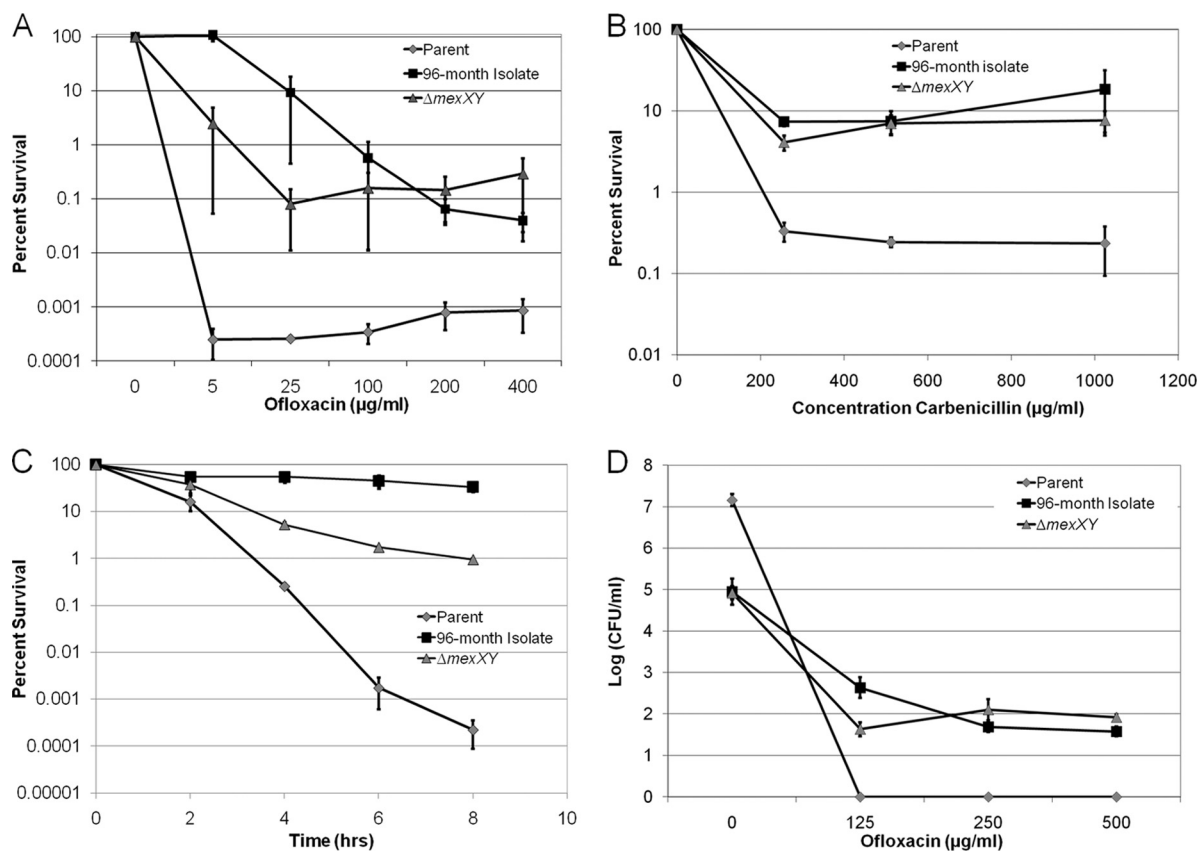 A
100
10
1
0.1
0.01
0.001
0.0001
Percent Survival
Parent
96-month Isolate
ΔmexXY
0 5 25 100 200 400
Ofloxacin (µg/ml)
B
100
10
1
0.1
0.01
Percent Survival
Parent
96-month isolate
ΔmexXY
0 200 400 600 800 1000 1200
Concentration Carbenicillin (µg/ml)
C
100
10
1
0.1
0.01
0.001
0.0001
0.00001
Percent Survival
Parent
96-month Isolate
ΔmexXY
0 2 4 6 8 10
Time (hrs)
D
8
7
6
5
4
3
2
1
0
Log (CFU/ml)
Parent
96-month Isolate
ΔmexXY
0 125 250 500
Ofloxacin (µg/ml)